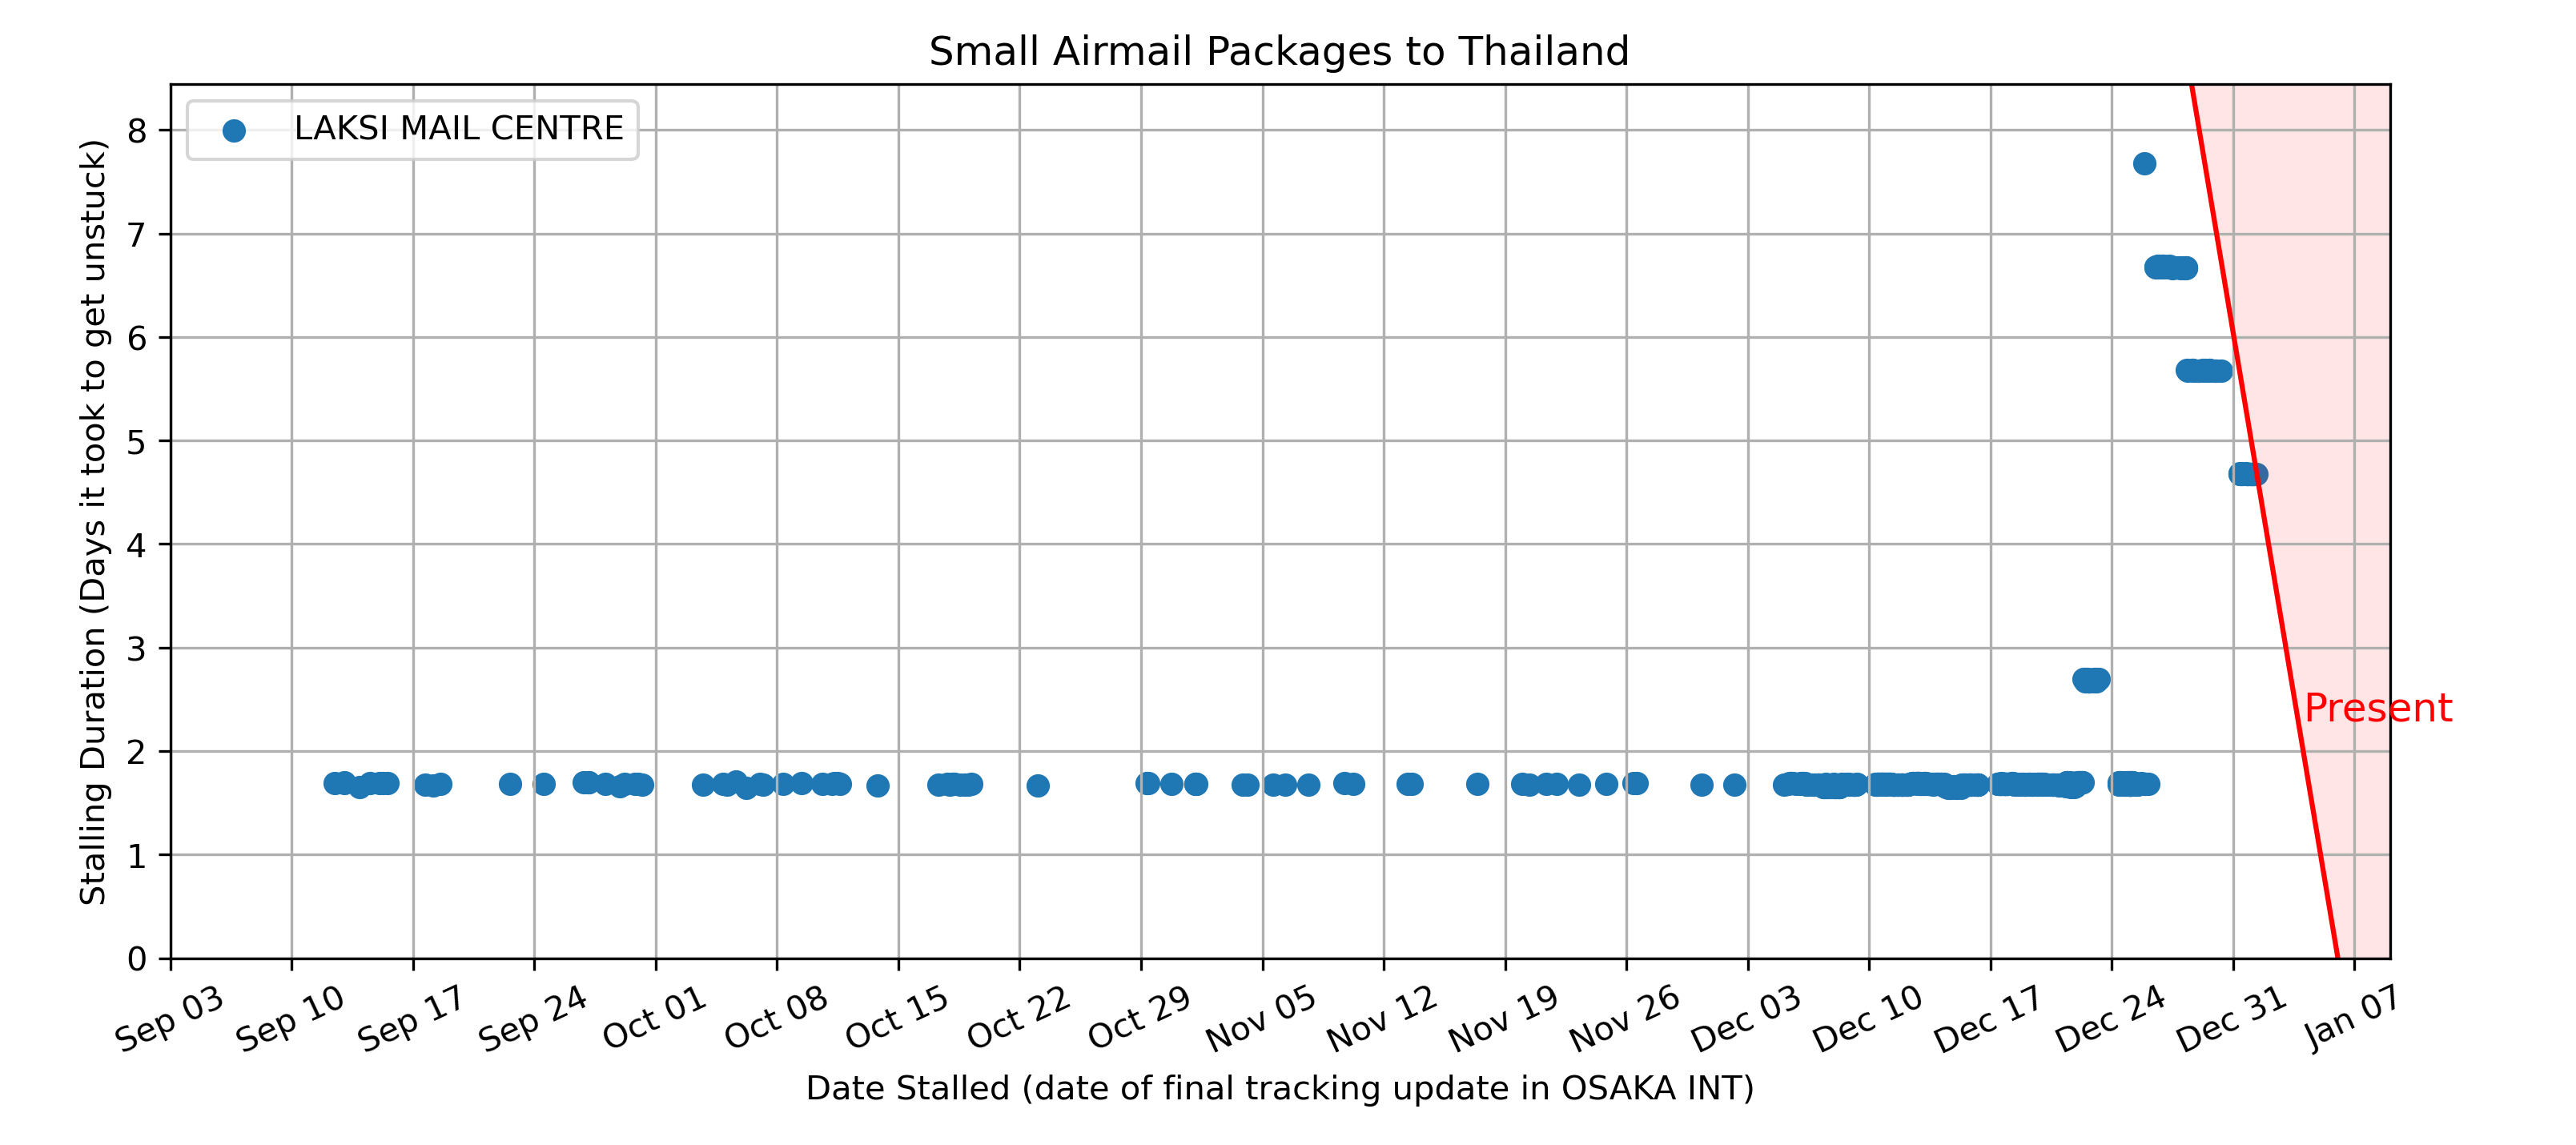 Small Airmail Packages to Thailand
LAKSI MAIL CENTRE
Stalling Duration (Days it took to get unstuck)
8
7
6
5
4
3
2
1
0
Present
Sep 03
Sep 10
Sep 17
Sep 24
Oct 01
Oct 08
Oct 15
Oct 22
Oct 29
Nov 05
Nov 12
Nov 19
Nov 26
Dec 03
Dec 10
Dec 17
Dec 24
Dec 31
Jan 07
Date Stalled (date of final tracking update in OSAKA INT)